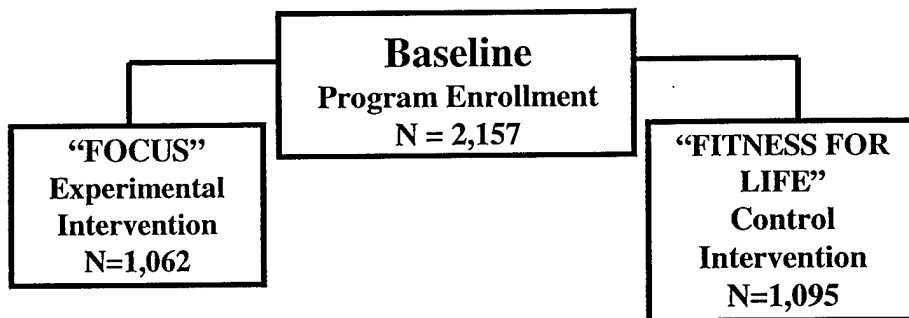 Baseline
Program Enrollment
N = 2,157
“FOCUS”
Experimental
Intervention
N=1,062
“FITNESS FOR
LIFE”
Control
Intervention
N=1,095